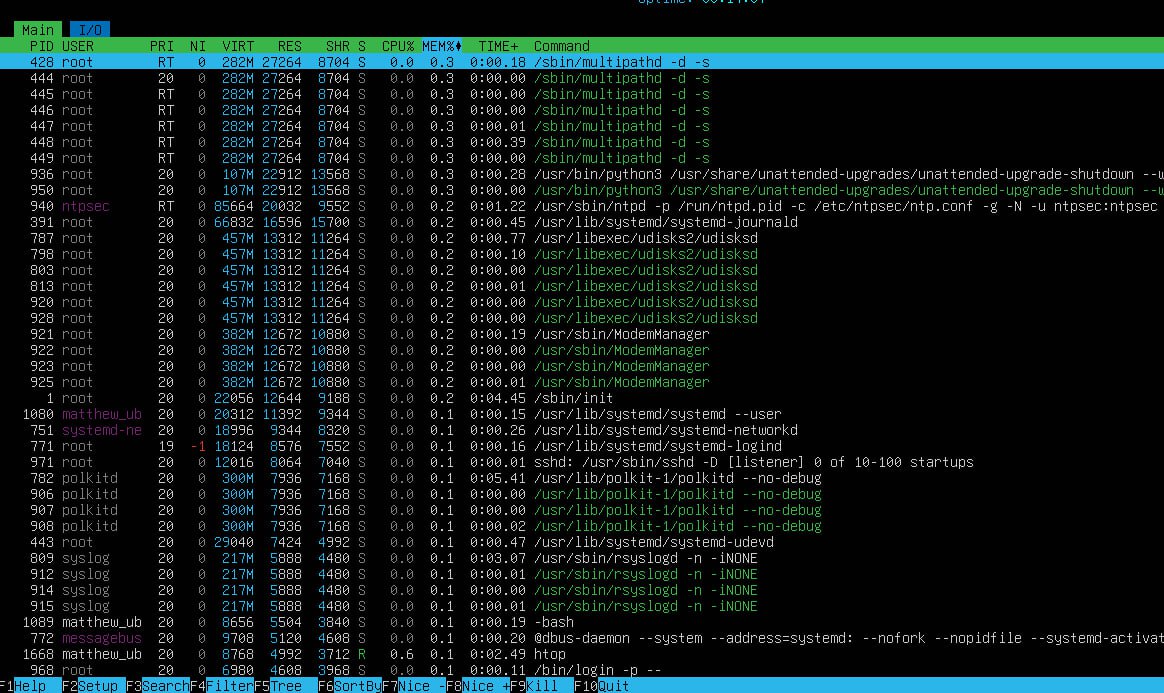 Main I/O
PID USER PRI NI VIRT RES SHR S CPU% MEM% TIME+ Command
428 root RT 0 282M 27264 8704 S 0.0 0.3 0:00.18 /sbin/multipathd -d -s
444 root 20 0 282M 27264 8704 S 0.0 0.3 0:00.00 /sbin/multipathd -d -s
445 root RT 0 282M 27264 8704 S 0.0 0.3 0:00.00 /sbin/multipathd -d -s
446 root RT 0 282M 27264 8704 S 0.0 0.3 0:00.00 /sbin/multipathd -d -s
447 root RT 0 282M 27264 8704 S 0.0 0.3 0:00.01 /sbin/multipathd -d -s
448 root RT 0 282M 27264 8704 S 0.0 0.3 0:00.39 /sbin/multipathd -d -s
449 root RT 0 282M 27264 8704 S 0.0 0.3 0:00.00 /sbin/multipathd -d -s
936 root 20 0 107M 22912 13568 S 0.0 0.3 0:00.28 /usr/bin/python3 /usr/share/unattended-upgrades/unattended-upgrade-shutdown --w
950 root 20 0 107M 22912 13568 S 0.0 0.3 0:00.00 /usr/bin/python3 /usr/share/unattended-upgrades/unattended-upgrade-shutdown --w
940 ntpsec RT 0 85664 20032 9552 S 0.0 0.2 0:01.22 /usr/sbin/ntpd -p /run/ntpd.pid -c /etc/ntpsec/ntp.conf -g -N -u ntpsec:ntpsec
391 root 20 0 66832 16596 15700 S 0.0 0.2 0:00.45 /usr/lib/systemd/systemd-journald
787 root 20 0 457M 13312 11264 S 0.0 0.2 0:00.77 /usr/libexec/udisks2/udisksd
798 root 20 0 457M 13312 11264 S 0.0 0.2 0:00.10 /usr/libexec/udisks2/udisksd
803 root 20 0 457M 13312 11264 S 0.0 0.2 0:00.00 /usr/libexec/udisks2/udisksd
813 root 20 0 457M 13312 11264 S 0.0 0.2 0:00.01 /usr/libexec/udisks2/udisksd
920 root 20 0 457M 13312 11264 S 0.0 0.2 0:00.00 /usr/libexec/udisks2/udisksd
928 root 20 0 457M 13312 11264 S 0.0 0.2 0:00.00 /usr/libexec/udisks2/udisksd
921 root 20 0 382M 12672 10880 S 0.0 0.2 0:00.19 /usr/sbin/ModemManager
922 root 20 0 382M 12672 10880 S 0.0 0.2 0:00.00 /usr/sbin/ModemManager
923 root 20 0 382M 12672 10880 S 0.0 0.2 0:00.00 /usr/sbin/ModemManager
925 root 20 0 382M 12672 10880 S 0.0 0.2 0:00.01 /usr/sbin/ModemManager
1 root 20 0 22056 12644 9188 S 0.0 0.2 0:04.45 /sbin/init
1080 matthew_ub 20 0 20312 11392 9344 S 0.0 0.1 0:00.15 /usr/lib/systemd/systemd --user
751 systemd-ne 20 0 18996 9344 8320 S 0.0 0.1 0:00.26 /usr/lib/systemd/systemd-networkd
771 root 19 -1 18124 8576 7552 S 0.0 0.1 0:00.16 /usr/lib/systemd/systemd-logind
971 root 20 0 12016 8064 7040 S 0.0 0.1 0:00.01 sshd: /usr/sbin/sshd -D [listener] 0 of 10-100 startups
782 polkitd 20 0 300M 7936 7168 S 0.0 0.1 0:05.41 /usr/lib/polkit-1/polkitd --no-debug
906 polkitd 20 0 300M 7936 7168 S 0.0 0.1 0:00.00 /usr/lib/polkit-1/polkitd --no-debug
907 polkitd 20 0 300M 7936 7168 S 0.0 0.1 0:00.00 /usr/lib/polkit-1/polkitd --no-debug
908 polkitd 20 0 300M 7936 7168 S 0.0 0.1 0:00.02 /usr/lib/polkit-1/polkitd --no-debug
443 root 20 0 29040 7424 4992 S 0.0 0.1 0:00.47 /usr/lib/systemd/systemd-udevd
809 syslog 20 0 217M 5888 4480 S 0.0 0.1 0:03.07 /usr/sbin/rsyslogd -n -iNONE
912 syslog 20 0 217M 5888 4480 S 0.0 0.1 0:00.01 /usr/sbin/rsyslogd -n -iNONE
914 syslog 20 0 217M 5888 4480 S 0.0 0.1 0:00.00 /usr/sbin/rsyslogd -n -iNONE
915 syslog 20 0 217M 5888 4480 S 0.0 0.1 0:00.01 /usr/sbin/rsyslogd -n -iNONE
1089 matthew_ub 20 0 8656 5504 3840 S 0.0 0.1 0:00.19 -bash
772 messagebus 20 0 9708 5120 4608 S 0.0 0.1 0:00.20 @dbus-daemon --system --address=systemd: --nofork --nopidfile --systemd-activat
1668 matthew_ub 20 0 8768 4992 3712 R 0.6 0.1 0:02.49 htop
968 root 20 0 6980 4608 3968 S 0.0 0.1 0:00.11 /bin/login -p --
F1Help F2Setup F3SearchF4FilterF5Tree F6SortByF7Nice -F8Nice +F9Kill F10Quit